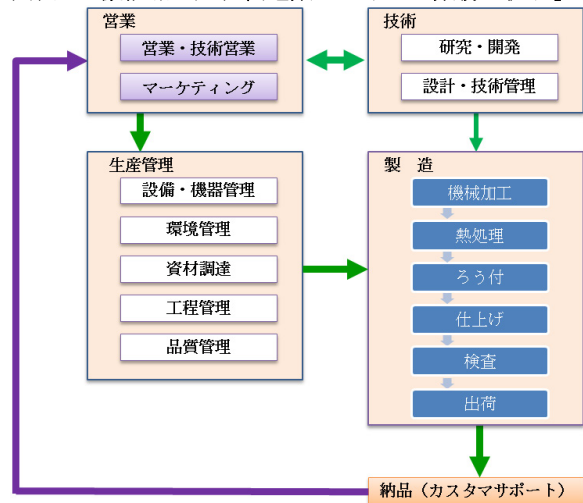 営業
営業・技術営業
マーケティング
技術
研究・開発
設計・技術管理
生産管理
設備・機器管理
環境管理
資材調達
工程管理
品質管理
製　造
機械加工
熱処理
ろう付
仕上げ
検査
出荷
納品（カスタマサポート）